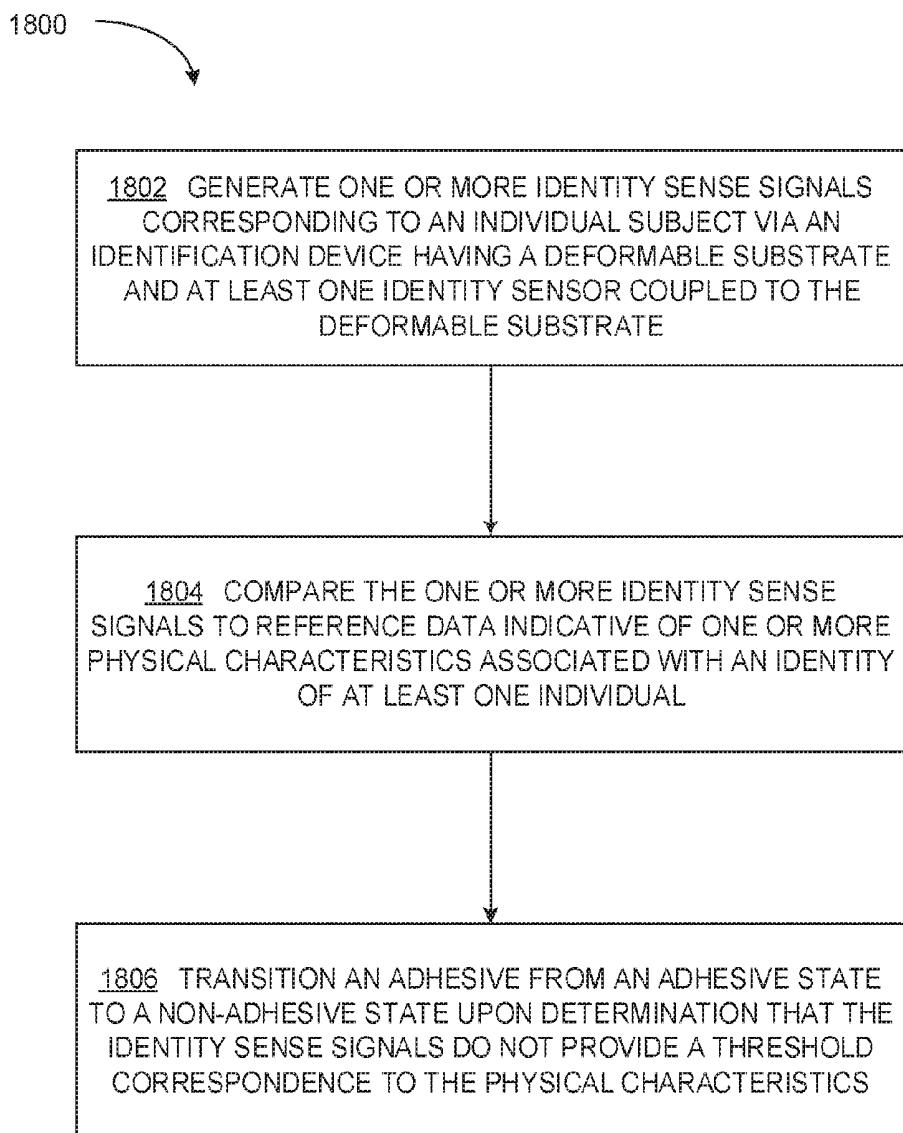 1800
1802 GENERATE ONE OR MORE IDENTITY SENSE SIGNALS
CORRESPONDING TO AN INDIVIDUAL SUBJECT VIA AN
IDENTIFICATION DEVICE HAVING A DEFORMABLE SUBSTRATE
AND AT LEAST ONE IDENTITY SENSOR COUPLED TO THE
DEFORMABLE SUBSTRATE
1804 COMPARE THE ONE OR MORE IDENTITY SENSE
SIGNALS TO REFERENCE DATA INDICATIVE OF ONE OR MORE
PHYSICAL CHARACTERISTICS ASSOCIATED WITH AN IDENTITY
OF AT LEAST ONE INDIVIDUAL
1806 TRANSITION AN ADHESIVE FROM AN ADHESIVE STATE
TO A NON-ADHESIVE STATE UPON DETERMINATION THAT THE
IDENTITY SENSE SIGNALS DO NOT PROVIDE A THRESHOLD
CORRESPONDENCE TO THE PHYSICAL CHARACTERISTICS